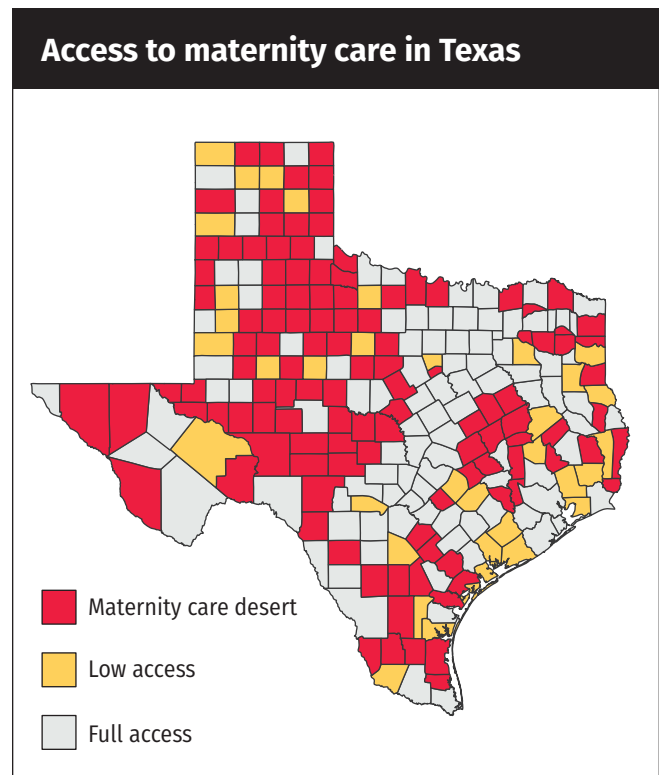 Access to maternity care in Texas
Maternity care desert
Low access
Full access